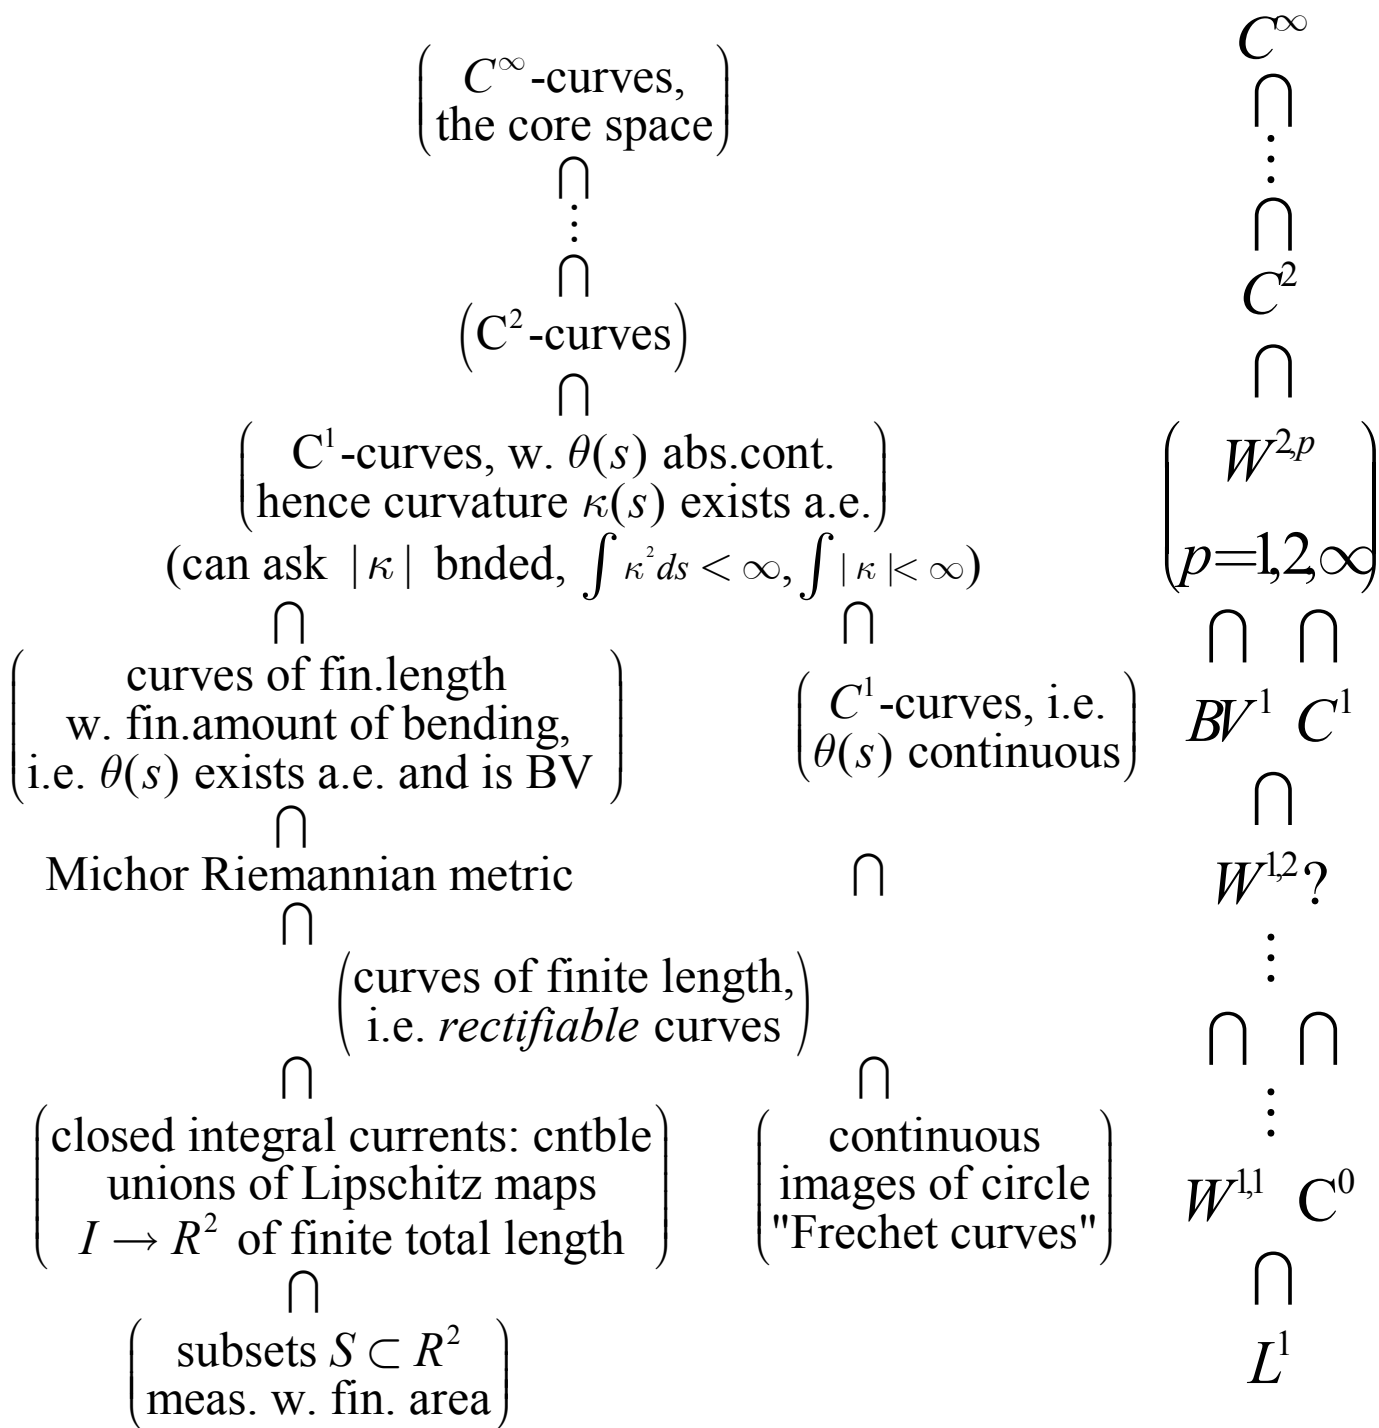 C^∞
(C^∞-curves,
the core space)
⋂
⋂
⋮
⋮
⋂
⋂
C^2
(C^2-curves)
⋂
⋂
(C^1-curves, w. θ(s) abs.cont.
hence curvature κ(s) exists a.e.)
(can ask |κ| bnded, ∫κ^2 ds < ∞, ∫|κ|< ∞)
(W^{2,p}
p=1,2,∞)
⋂ ⋂
⋂ ⋂
(curves of fin.length
w. fin.amount of bending,
i.e. θ(s) exists a.e. and is BV)
(C^1-curves, i.e.
θ(s) continuous)
BV^1 C^1
⋂
⋂
Michor Riemannian metric
⋂
W^{1,2}?
⋂
⋮
(curves of finite length,
i.e. rectifiable curves)
⋂ ⋂
⋂ ⋂
⋮
(closed integral currents: cntble
unions of Lipschitz maps
I → R^2 of finite total length)
(continuous
images of circle
"Frechet curves")
W^{1,1} C^0
⋂
⋂
(subsets S ⊂ R^2
meas. w. fin. area)
L^1